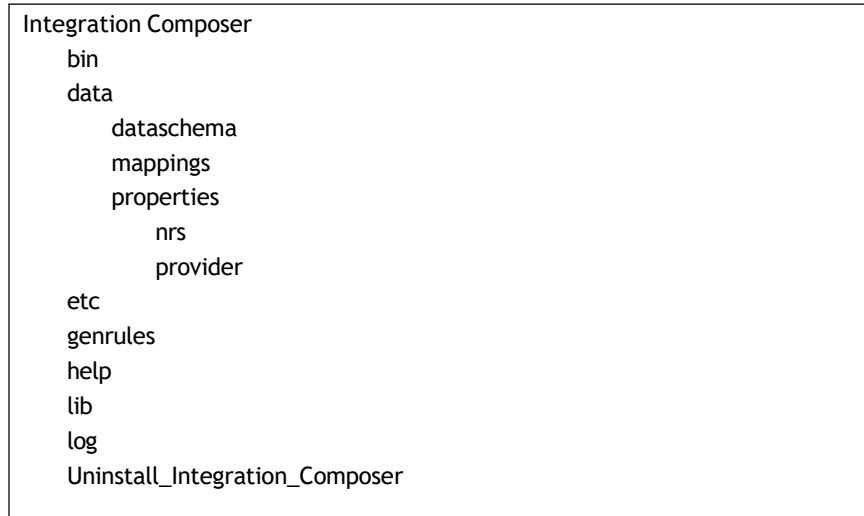 Integration Composer
bin
data
dataschema
mappings
properties
nrs
provider
etc
genrules
help
lib
log
Uninstall_Integration_Composer